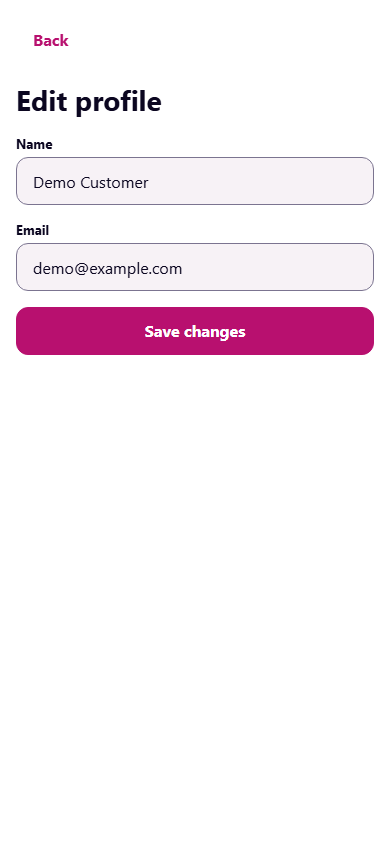 Back
Edit profile
Name
Demo Customer
Email
demo@example.com
Save changes